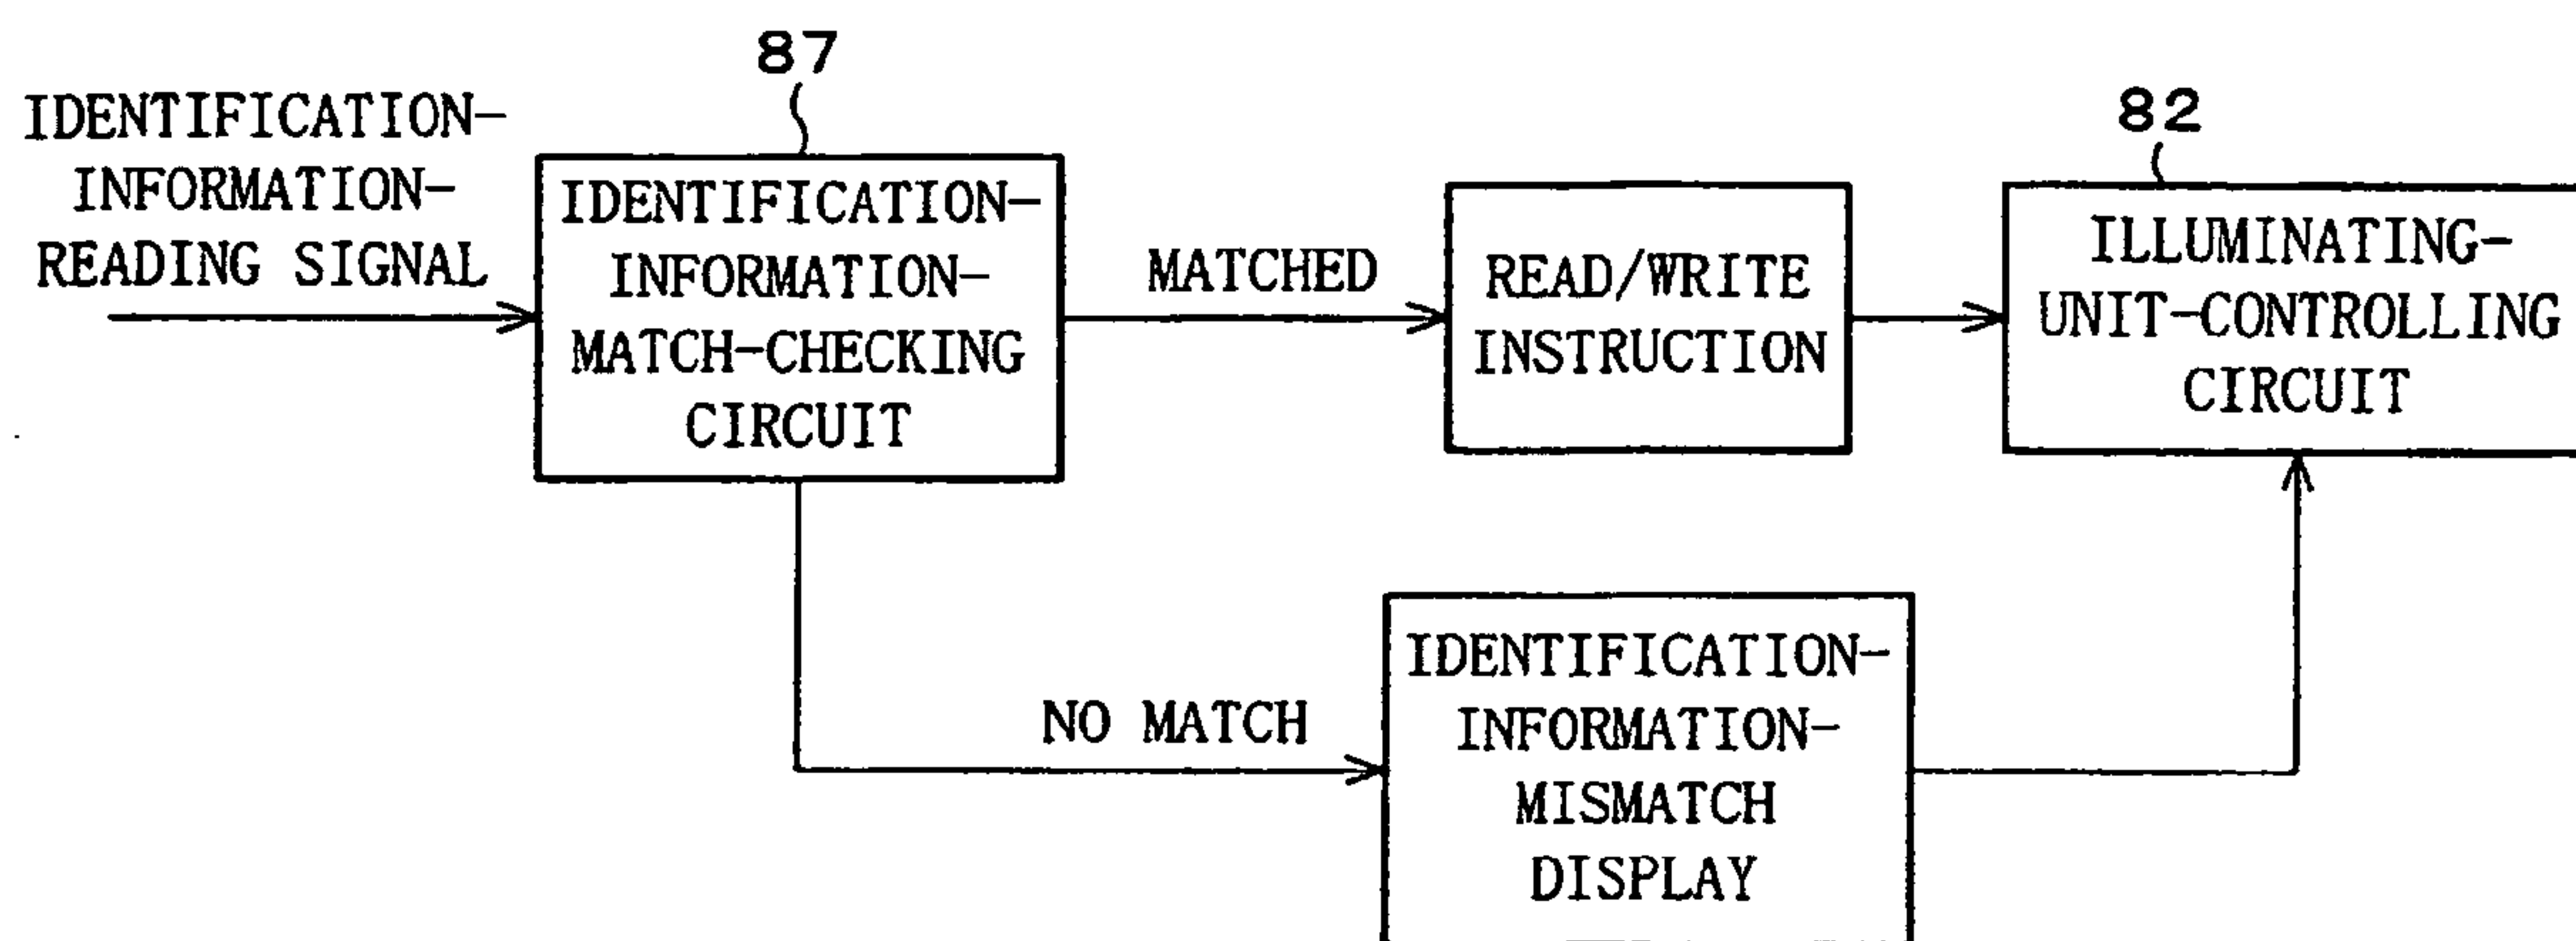 87
IDENTIFICATION-
INFORMATION-
READING SIGNAL
IDENTIFICATION-
INFORMATION-
MATCH-CHECKING
CIRCUIT
MATCHED
READ/WRITE
INSTRUCTION
82
ILLUMINATING-
UNIT-CONTROLLING
CIRCUIT
NO MATCH
IDENTIFICATION-
INFORMATION-
MISMATCH
DISPLAY